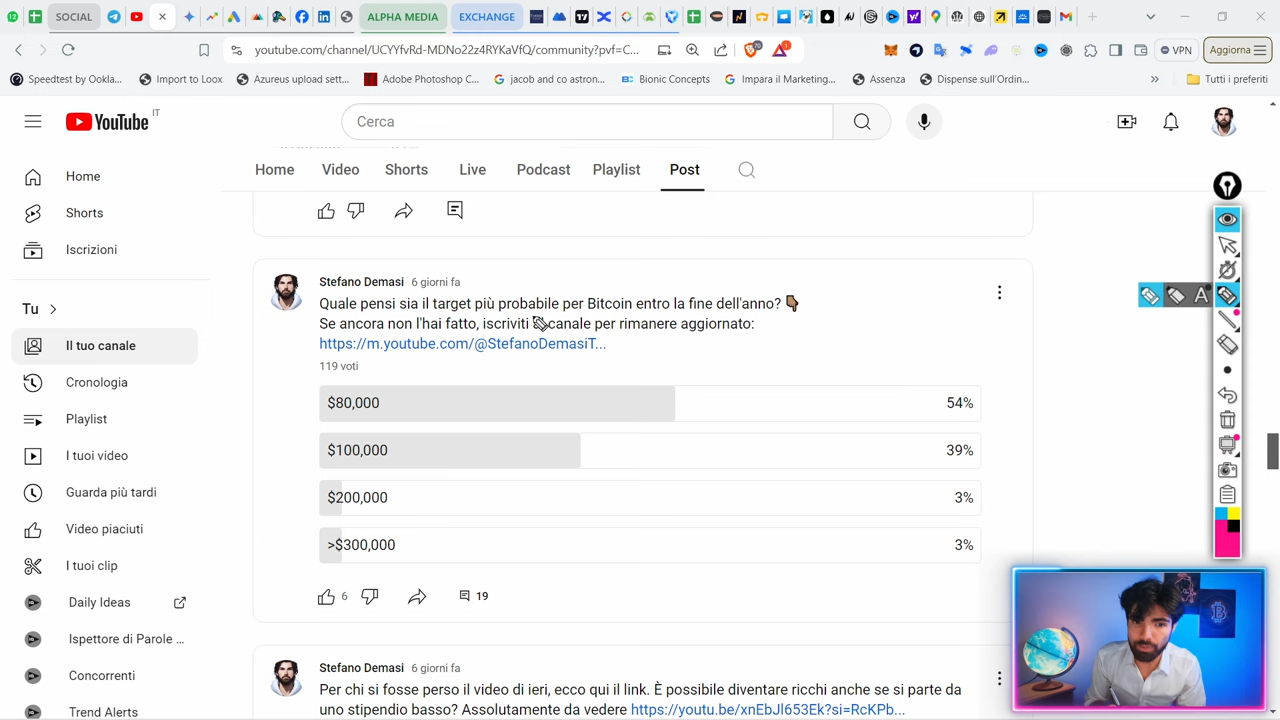 SOCIAL
ALPHA MEDIA
EXCHANGE
youtube.com/channel/UCYYfvRd-MDNo22z4RYKaVfQ/community?pvf=C...
VPN
Aggiorna
Speedtest by Ookla...
Import to Loox
Azureus upload sett...
Adobe Photoshop C...
jacob and co astron...
Bionic Concepts
Impara il Marketing...
Assenza
Dispense sull'Ordin...
Tutti i preferiti
YouTube IT
Cerca
Home
Video
Shorts
Live
Podcast
Playlist
Post
Home
Shorts
Iscrizioni
Tu
Il tuo canale
Cronologia
Playlist
I tuoi video
Guarda più tardi
Video piaciuti
I tuoi clip
Daily Ideas
Ispettore di Parole ...
Concorrenti
Trend Alerts
Stefano Demasi 6 giorni fa
Quale pensi sia il target più probabile per Bitcoin entro la fine dell'anno?
Se ancora non l'hai fatto, iscriviti canale per rimanere aggiornato:
https://m.youtube.com/@StefanoDemasiT...
119 voti
$80,000 54%
$100,000 39%
$200,000 3%
>$300,000 3%
6
19
Stefano Demasi 6 giorni fa
Per chi si fosse perso il video di ieri, ecco qui il link. È possibile diventare ricchi anche se si parte da
uno stipendio basso? Assolutamente da vedere https://youtu.be/xnEbJl653Ek?si=RcKPb...
A